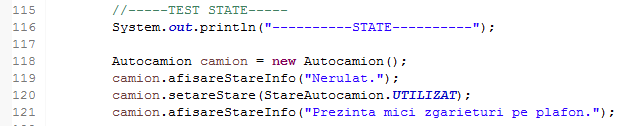 115 //-----TEST STATE-----
116 System.out.println("----------STATE----------");
117
118 Autocamion camion = new Autocamion();
119 camion.afisareStareInfo("Nerulat.");
120 camion.setareStare(StareAutocamion.UTILIZAT);
121 camion.afisareStareInfo("Prezinta mici zgarieturi pe plafon.");